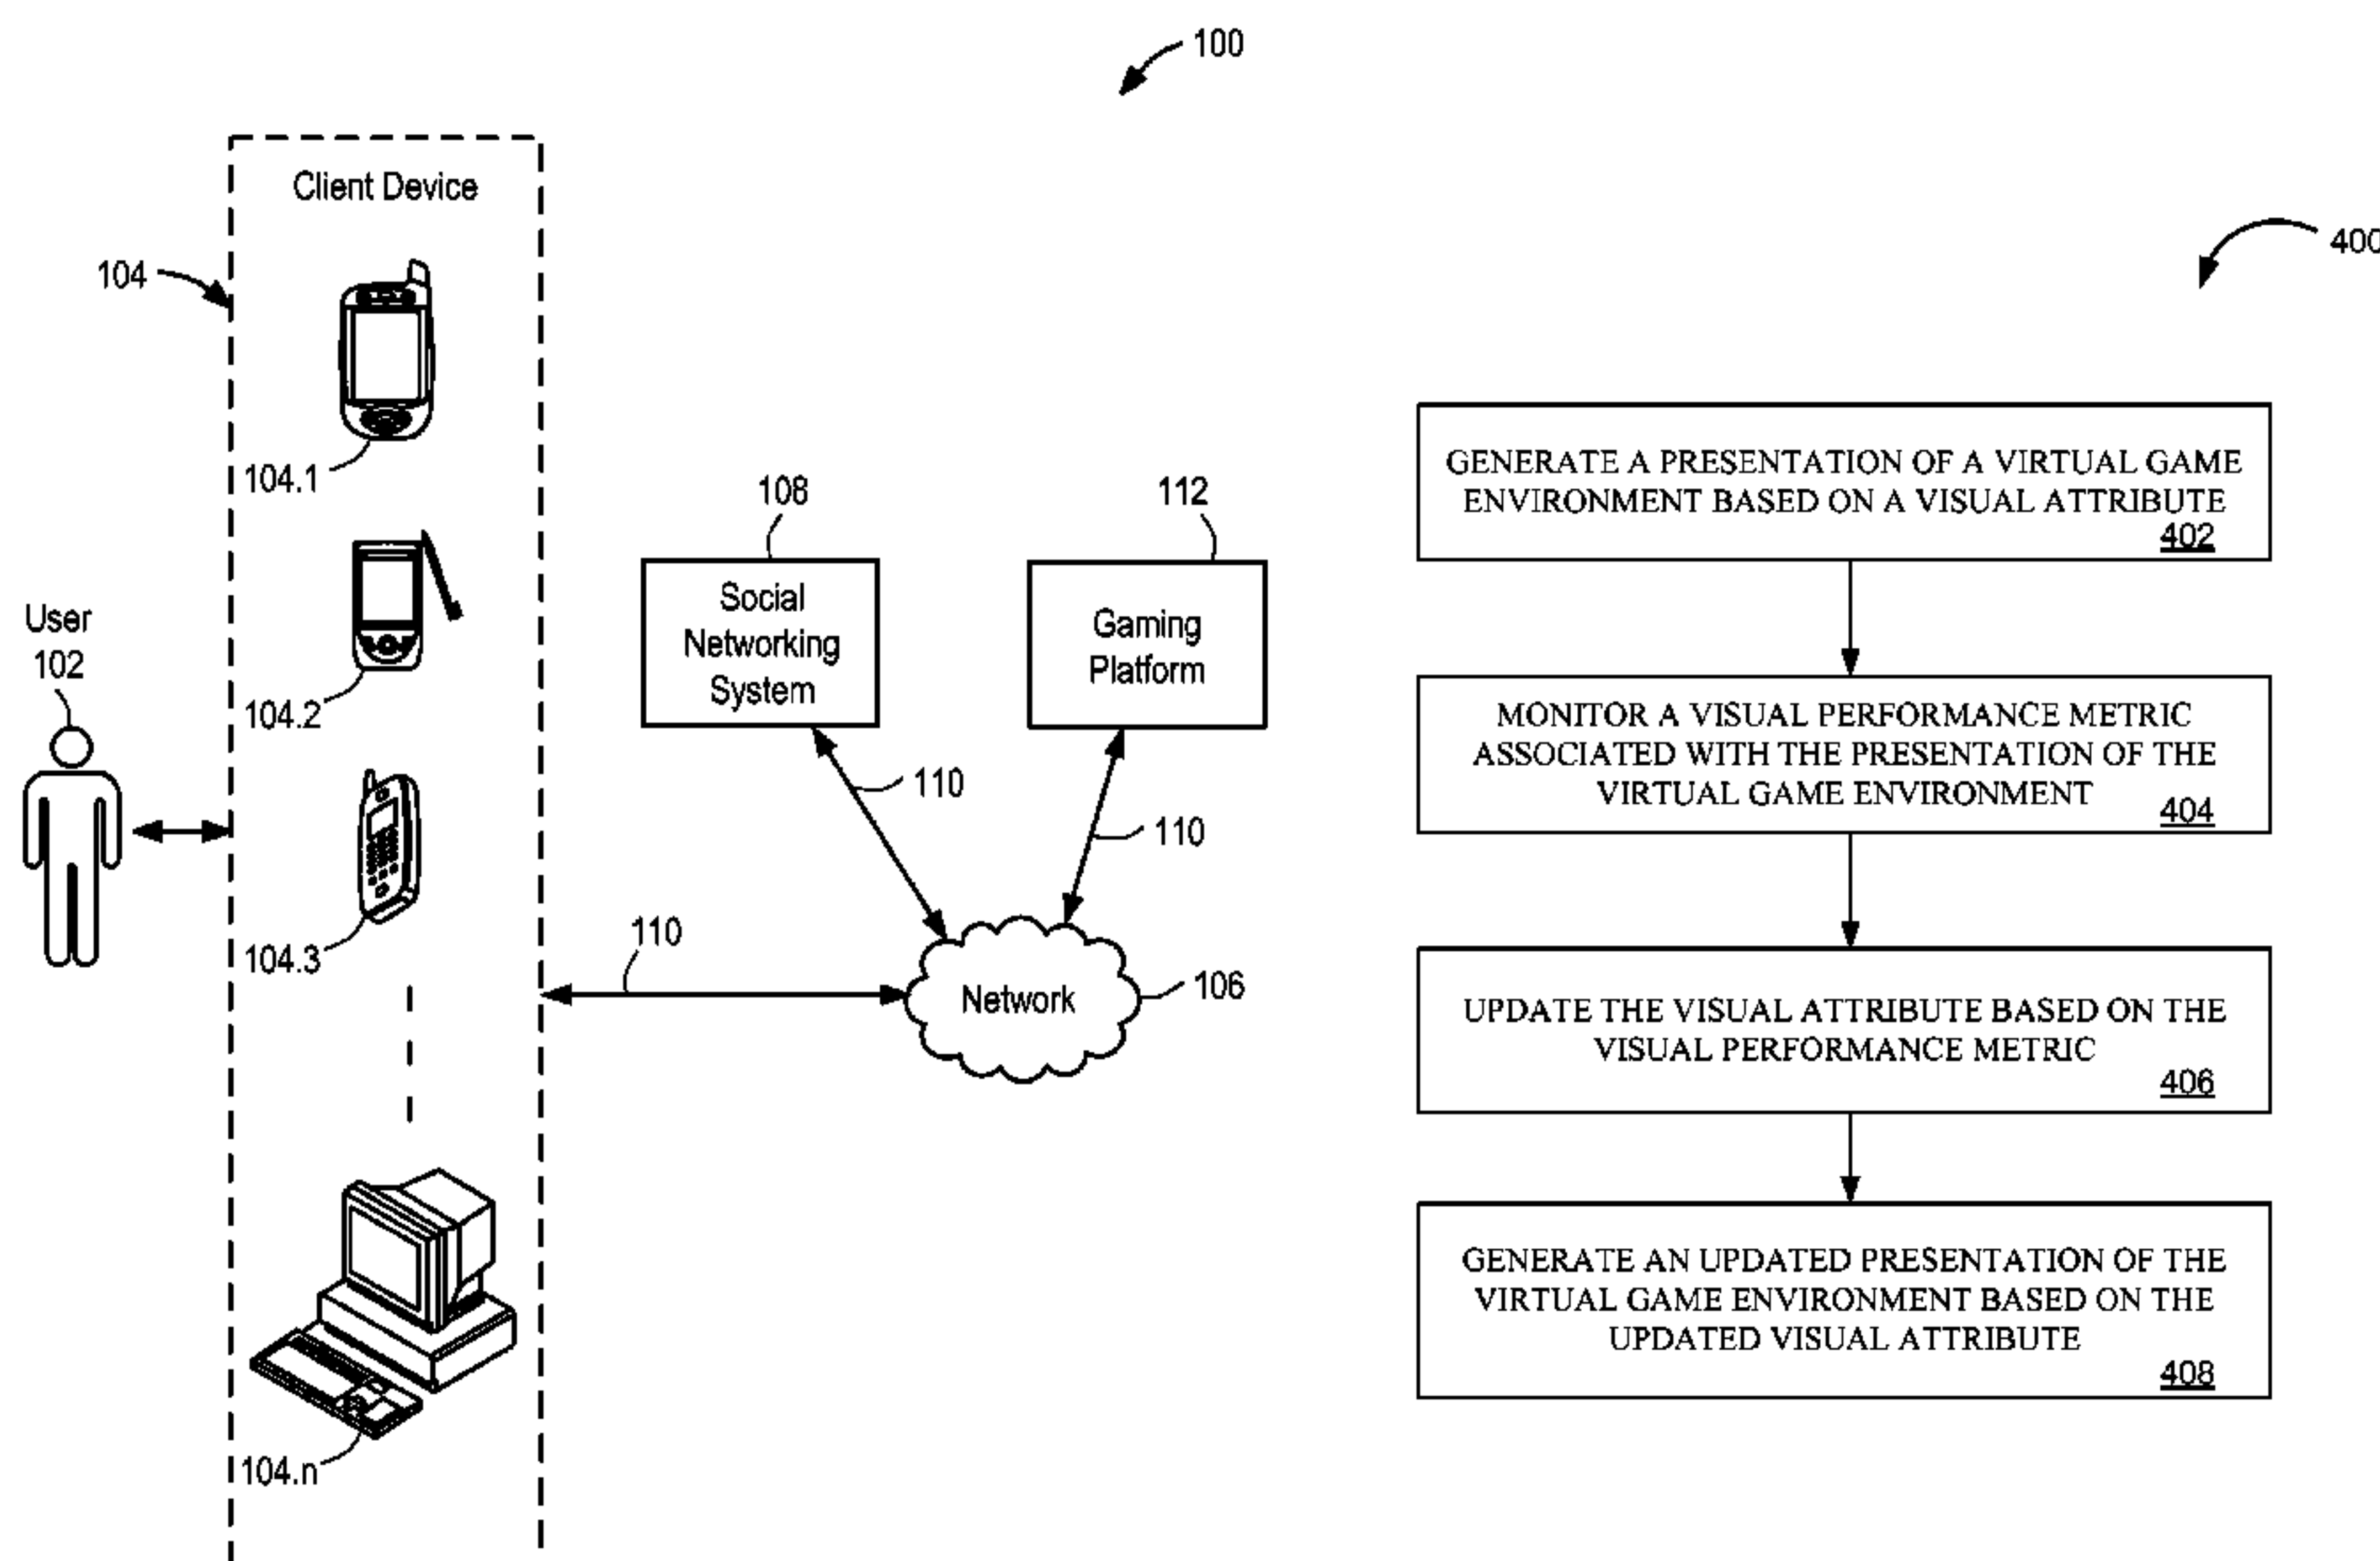 100
Client Device
104
104.1
104.2
104.3
104.n
User
102
108
Social
Networking
System
112
Gaming
Platform
110
110
110
Network
106
400
GENERATE A PRESENTATION OF A VIRTUAL GAME
ENVIRONMENT BASED ON A VISUAL ATTRIBUTE
402
MONITOR A VISUAL PERFORMANCE METRIC
ASSOCIATED WITH THE PRESENTATION OF THE
VIRTUAL GAME ENVIRONMENT
404
UPDATE THE VISUAL ATTRIBUTE BASED ON THE
VISUAL PERFORMANCE METRIC
406
GENERATE AN UPDATED PRESENTATION OF THE
VIRTUAL GAME ENVIRONMENT BASED ON THE
UPDATED VISUAL ATTRIBUTE
408